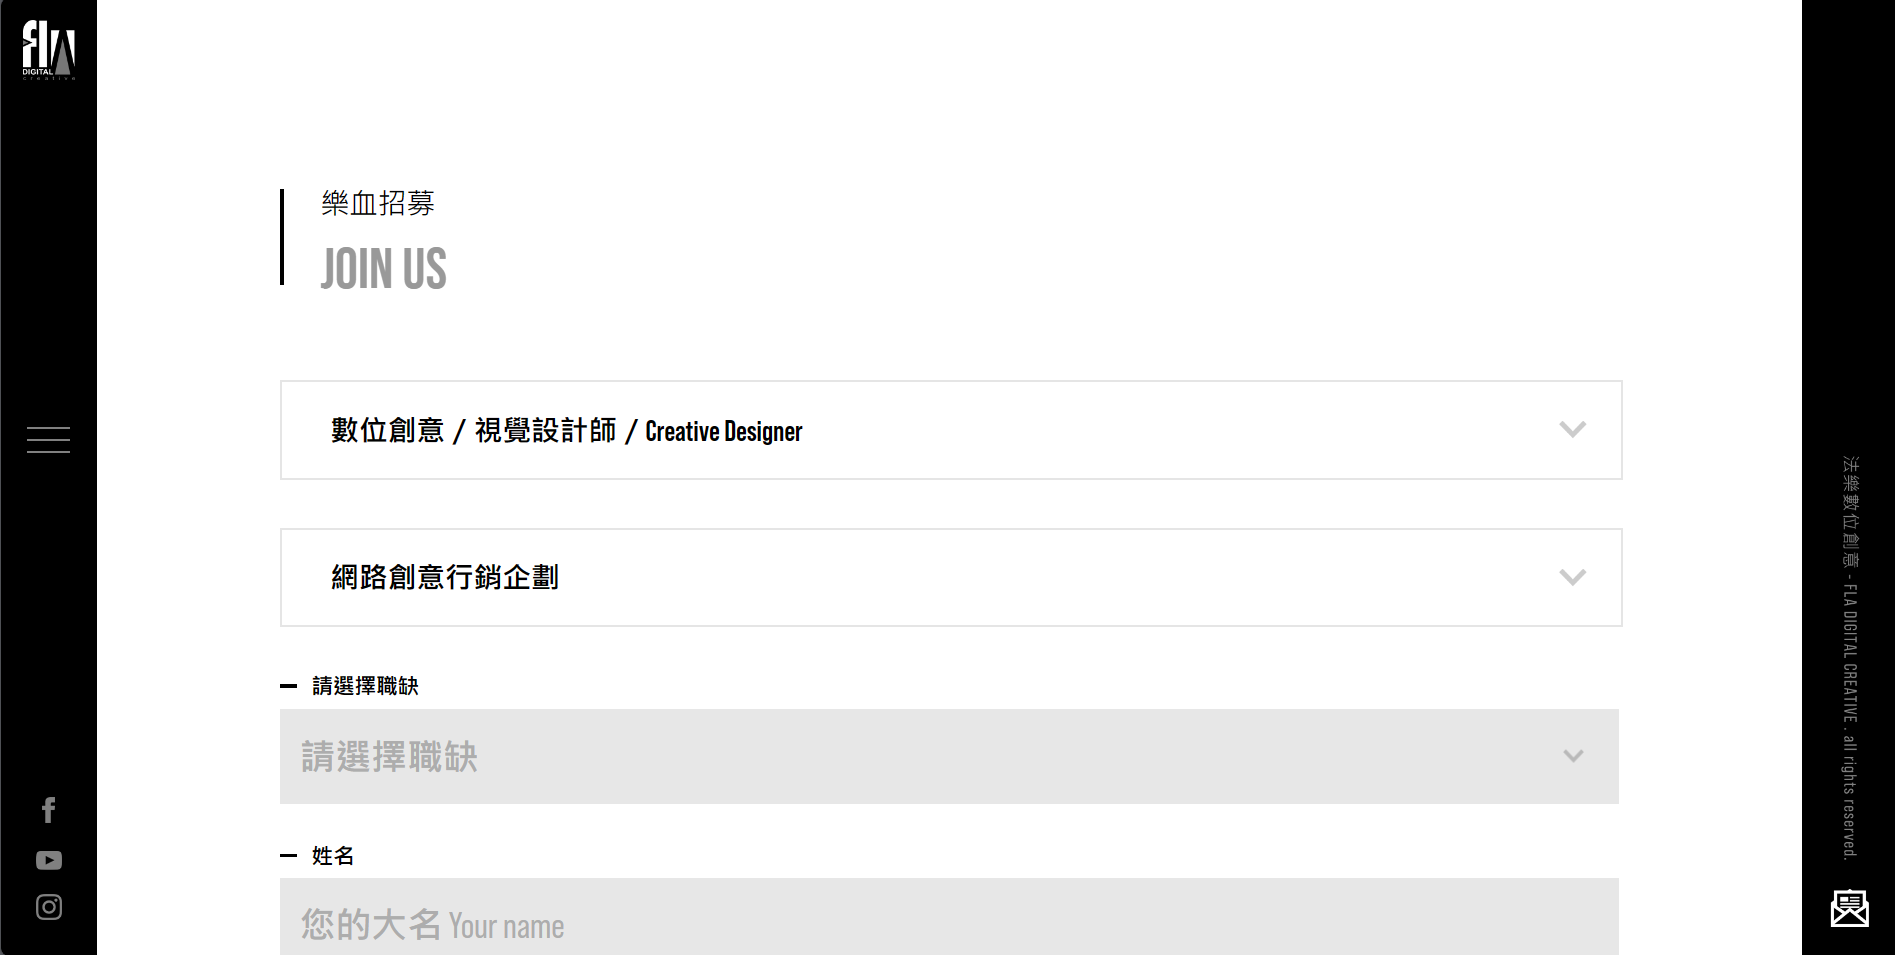 fla
DIGITAL
creative
樂血招募
JOIN US
數位創意 / 視覺設計師 / Creative Designer
網路創意行銷企劃
請選擇職缺
請選擇職缺
姓名
您的大名 Your name
法樂數位創意 - FLA DIGITAL CREATIVE . all rights reserved.